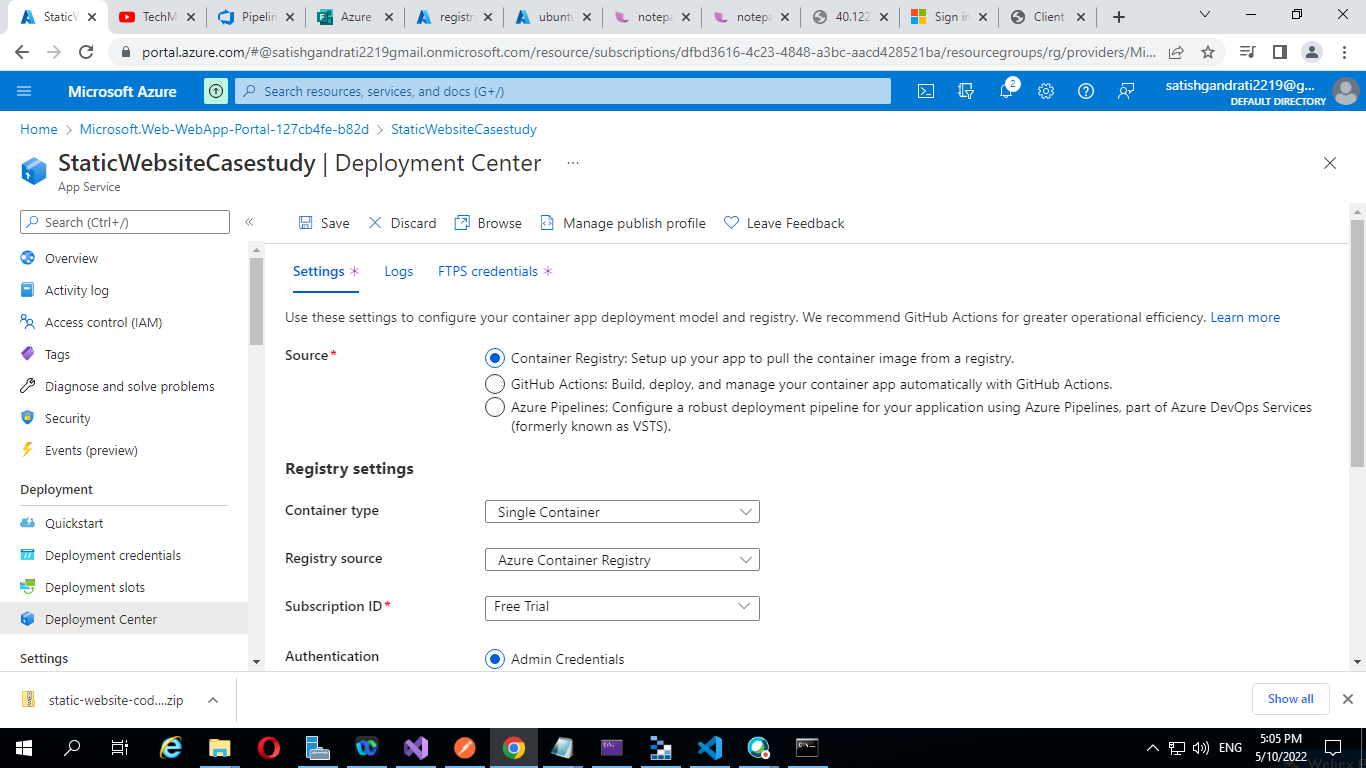 StaticW
TechM
Pipelin
Azure
registr
ubuntu
notepa
notepa
40.122
Sign in
Client
portal.azure.com/#@satishgandrati2219gmail.onmicrosoft.com/resource/subscriptions/dfbd3616-4c23-4848-a3bc-aacd428521ba/resourcegroups/rg/providers/Mi...
Microsoft Azure
Search resources, services, and docs (G+/)
2
satishgandrati2219@g...
DEFAULT DIRECTORY
Home > Microsoft.Web-WebApp-Portal-127cb4fe-b82d > StaticWebsiteCasestudy
StaticWebsiteCasestudy | Deployment Center ...
App Service
Search (Ctrl+/)
Overview
Activity log
Access control (IAM)
Tags
Diagnose and solve problems
Security
Events (preview)
Deployment
Quickstart
Deployment credentials
Deployment slots
Deployment Center
Settings
Save
Discard
Browse
Manage publish profile
Leave Feedback
Settings *
Logs
FTPS credentials *
Use these settings to configure your container app deployment model and registry. We recommend GitHub Actions for greater operational efficiency. Learn more
Source*
Container Registry: Setup up your app to pull the container image from a registry.
GitHub Actions: Build, deploy, and manage your container app automatically with GitHub Actions.
Azure Pipelines: Configure a robust deployment pipeline for your application using Azure Pipelines, part of Azure DevOps Services
(formerly known as VSTS).
Registry settings
Container type
Single Container
Registry source
Azure Container Registry
Subscription ID*
Free Trial
Authentication
Admin Credentials
static-website-cod....zip
Show all
ENG
5:05 PM
5/10/2022